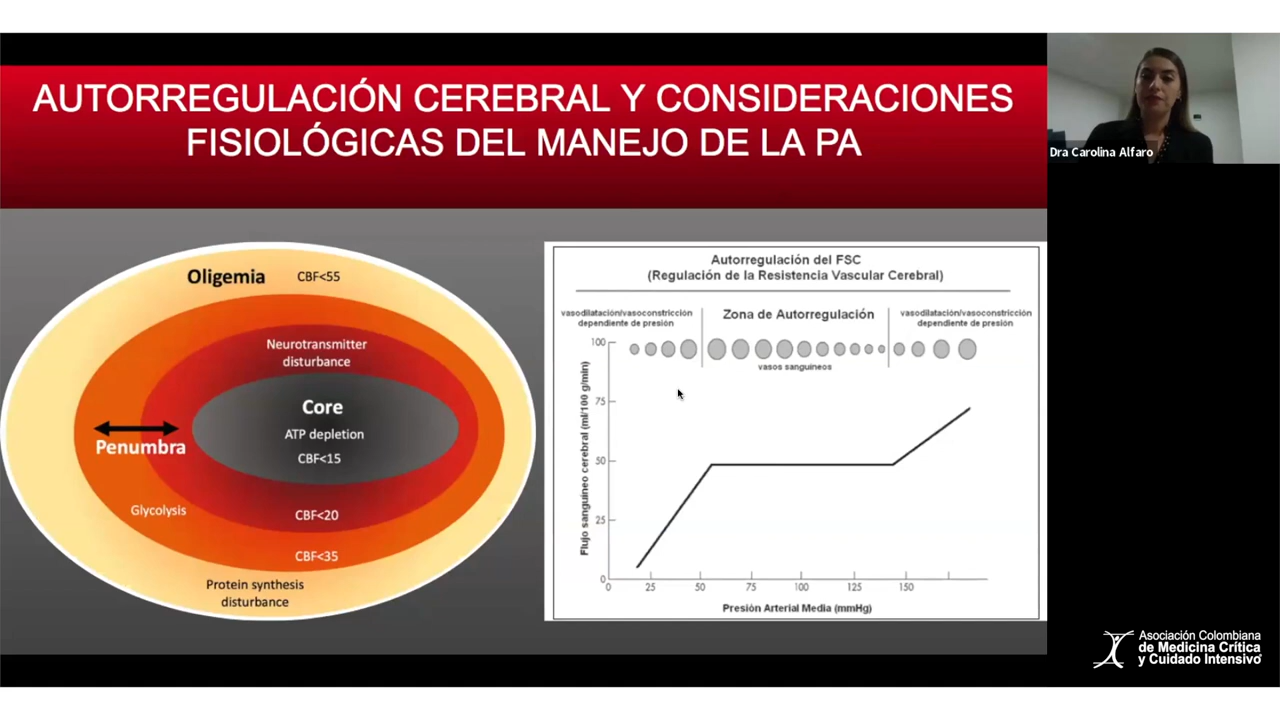 AUTORREGULACIÓN CEREBRAL Y CONSIDERACIONES
FISIOLÓGICAS DEL MANEJO DE LA PA
Dra Carolina Alfaro
Oligemia
CBF<55
Neurotransmitter
disturbance
Core
ATP depletion
CBF<15
Penumbra
Glycolysis
CBF<20
CBF<35
Protein synthesis
disturbance
Autorregulación del FSC
(Regulación de la Resistencia Vascular Cerebral)
vasodilatación/vasoconstricción
dependiente de presión
Zona de Autorregulación
vasodilatación/vasoconstricción
dependiente de presión
vasos sanguíneos
Flujo sanguíneo cerebral (ml/100 g/min)
100
75
50
25
0
0 25 50 75 100 125 150
Presión Arterial Media (mmHg)
Asociación Colombiana
de Medicina Crítica
y Cuidado Intensivo